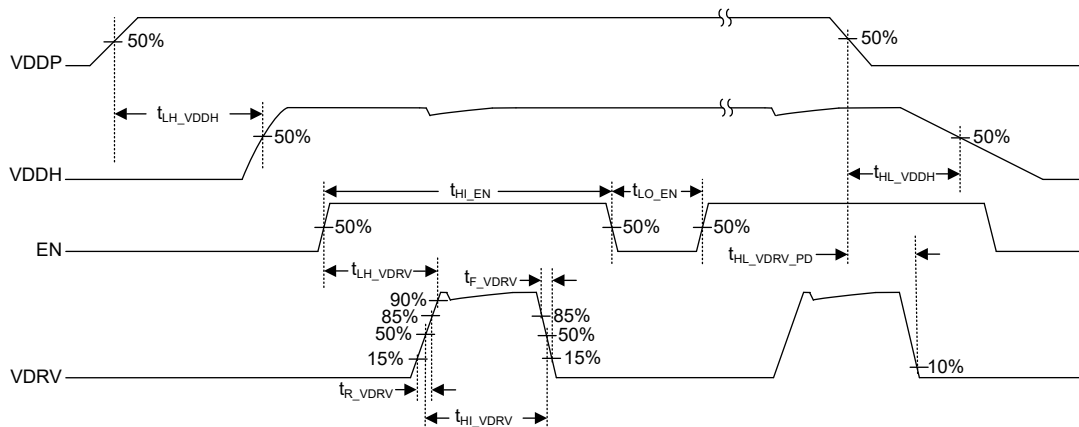 50%
50%
VDDP
t_LH_VDDH
50%
50%
VDDH
t_HL_VDDH
t_HI_EN
t_LO_EN
50%
50%
50%
EN
t_HL_VDRV_PD
t_LH_VDRV
t_F_VDRV
90%
85%
85%
50%
50%
15%
15%
10%
VDRV
t_R_VDRV
t_HI_VDRV